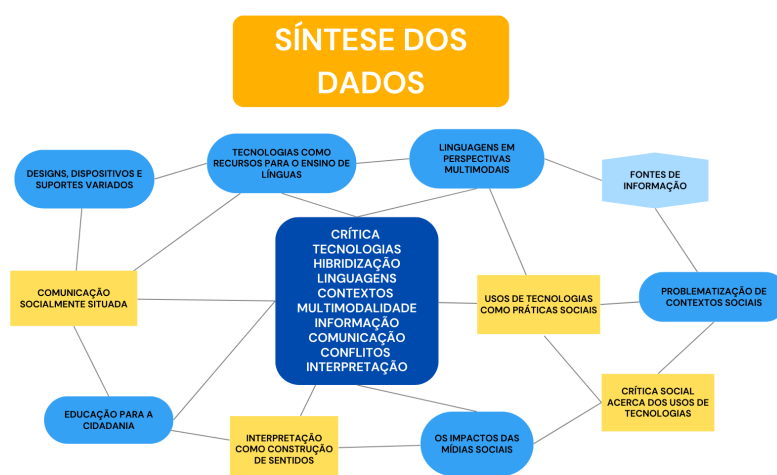 SÍNTESE DOS
DADOS
DESIGNS, DISPOSITIVOS E
SUPORTES VARIADOS
TECNOLOGIAS COMO
RECURSOS PARA O ENSINO DE
LÍNGUAS
LINGUAGENS EM
PERSPECTIVAS
MULTIMODAIS
FONTES DE
INFORMAÇÃO
CRÍTICA
TECNOLOGIAS
HIBRIDIZAÇÃO
LINGUAGENS
CONTEXTOS
MULTIMODALIDADE
INFORMAÇÃO
COMUNICAÇÃO
CONFLITOS
INTERPRETAÇÃO
COMUNICAÇÃO
SOCIALMENTE SITUADA
USOS DE TECNOLOGIAS
COMO PRÁTICAS SOCIAIS
PROBLEMATIZAÇÃO DE
CONTEXTOS SOCIAIS
EDUCAÇÃO PARA A
CIDADANIA
INTERPRETAÇÃO
COMO CONSTRUÇÃO
DE SENTIDOS
OS IMPACTOS DAS
MÍDIAS SOCIAIS
CRÍTICA SOCIAL
ACERCA DOS USOS DE
TECNOLOGIAS